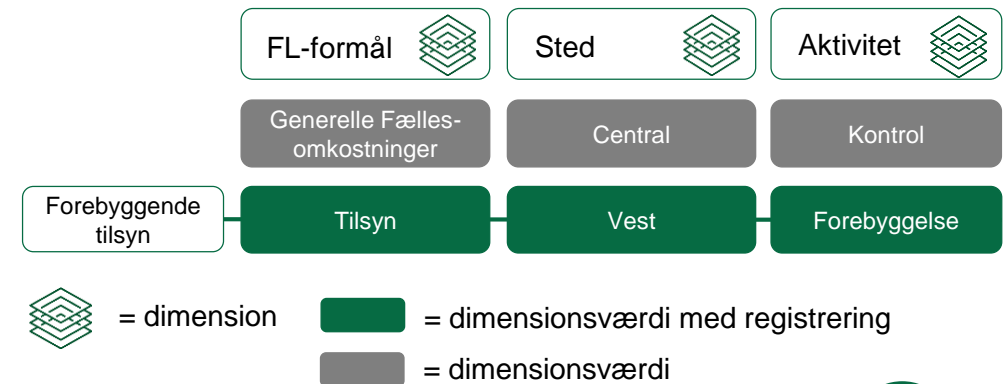 FL-formål
Sted
Aktivitet
Generelle Fælles-
omkostninger
Central
Kontrol
Forebyggende
tilsyn
Tilsyn
Vest
Forebyggelse
= dimension
= dimensionsværdi med registrering
= dimensionsværdi